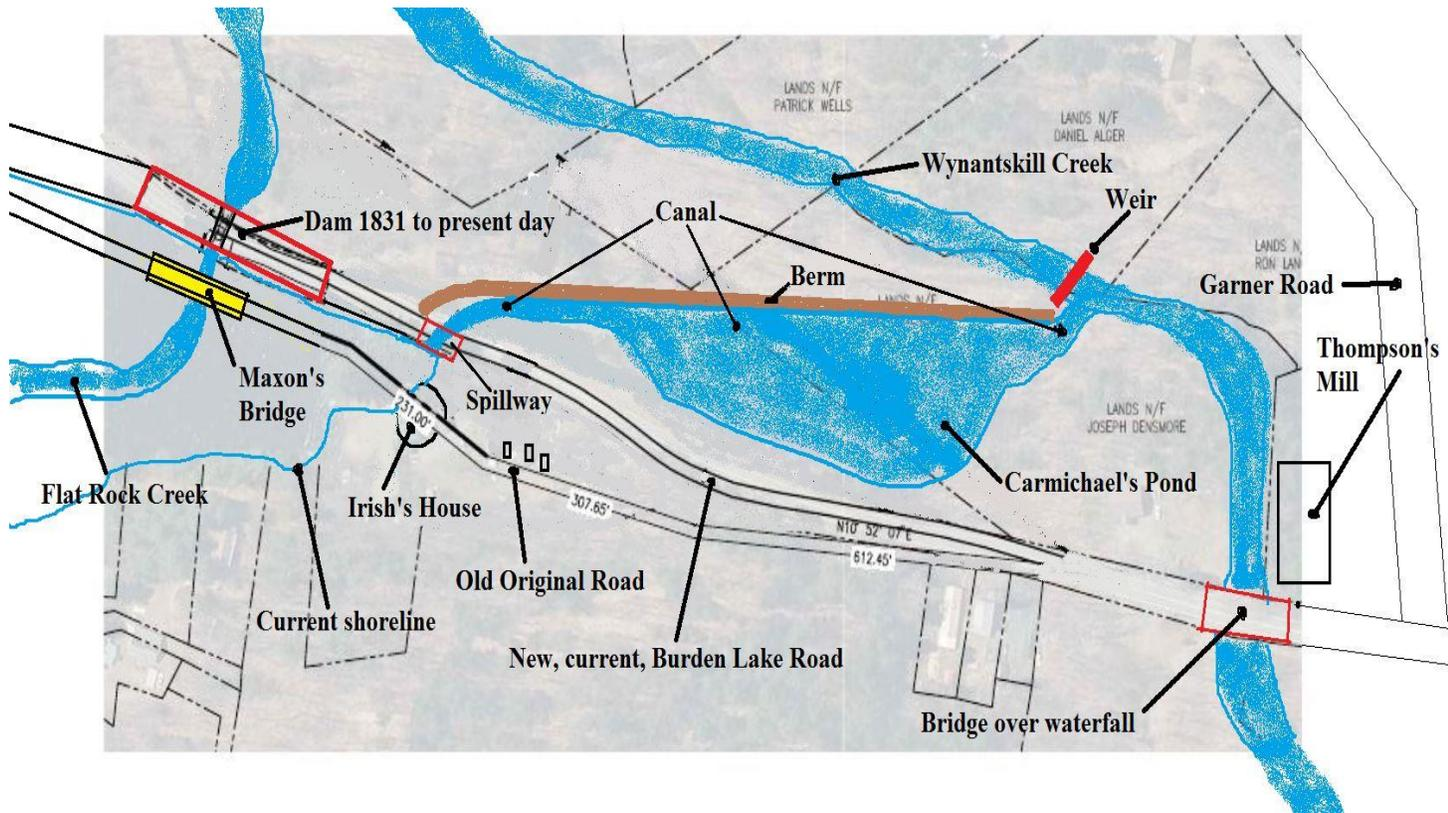 LANDS N/F
PATRICK WELLS
LANDS N/F
DANIEL ALGER
Wynantskill Creek
Weir
Canal
Dam 1831 to present day
LANDS N
RON LAN
Garner Road
Berm
LANDS N/F
Thompson's
Mill
Maxon's
Bridge
Spillway
231.00'
LANDS N/F
JOSEPH DENSMORE
Carmichael's Pond
Flat Rock Creek
Irish's House
307.65'
N10° 52' 07"E
612.45'
Old Original Road
Current shoreline
New, current, Burden Lake Road
Bridge over waterfall